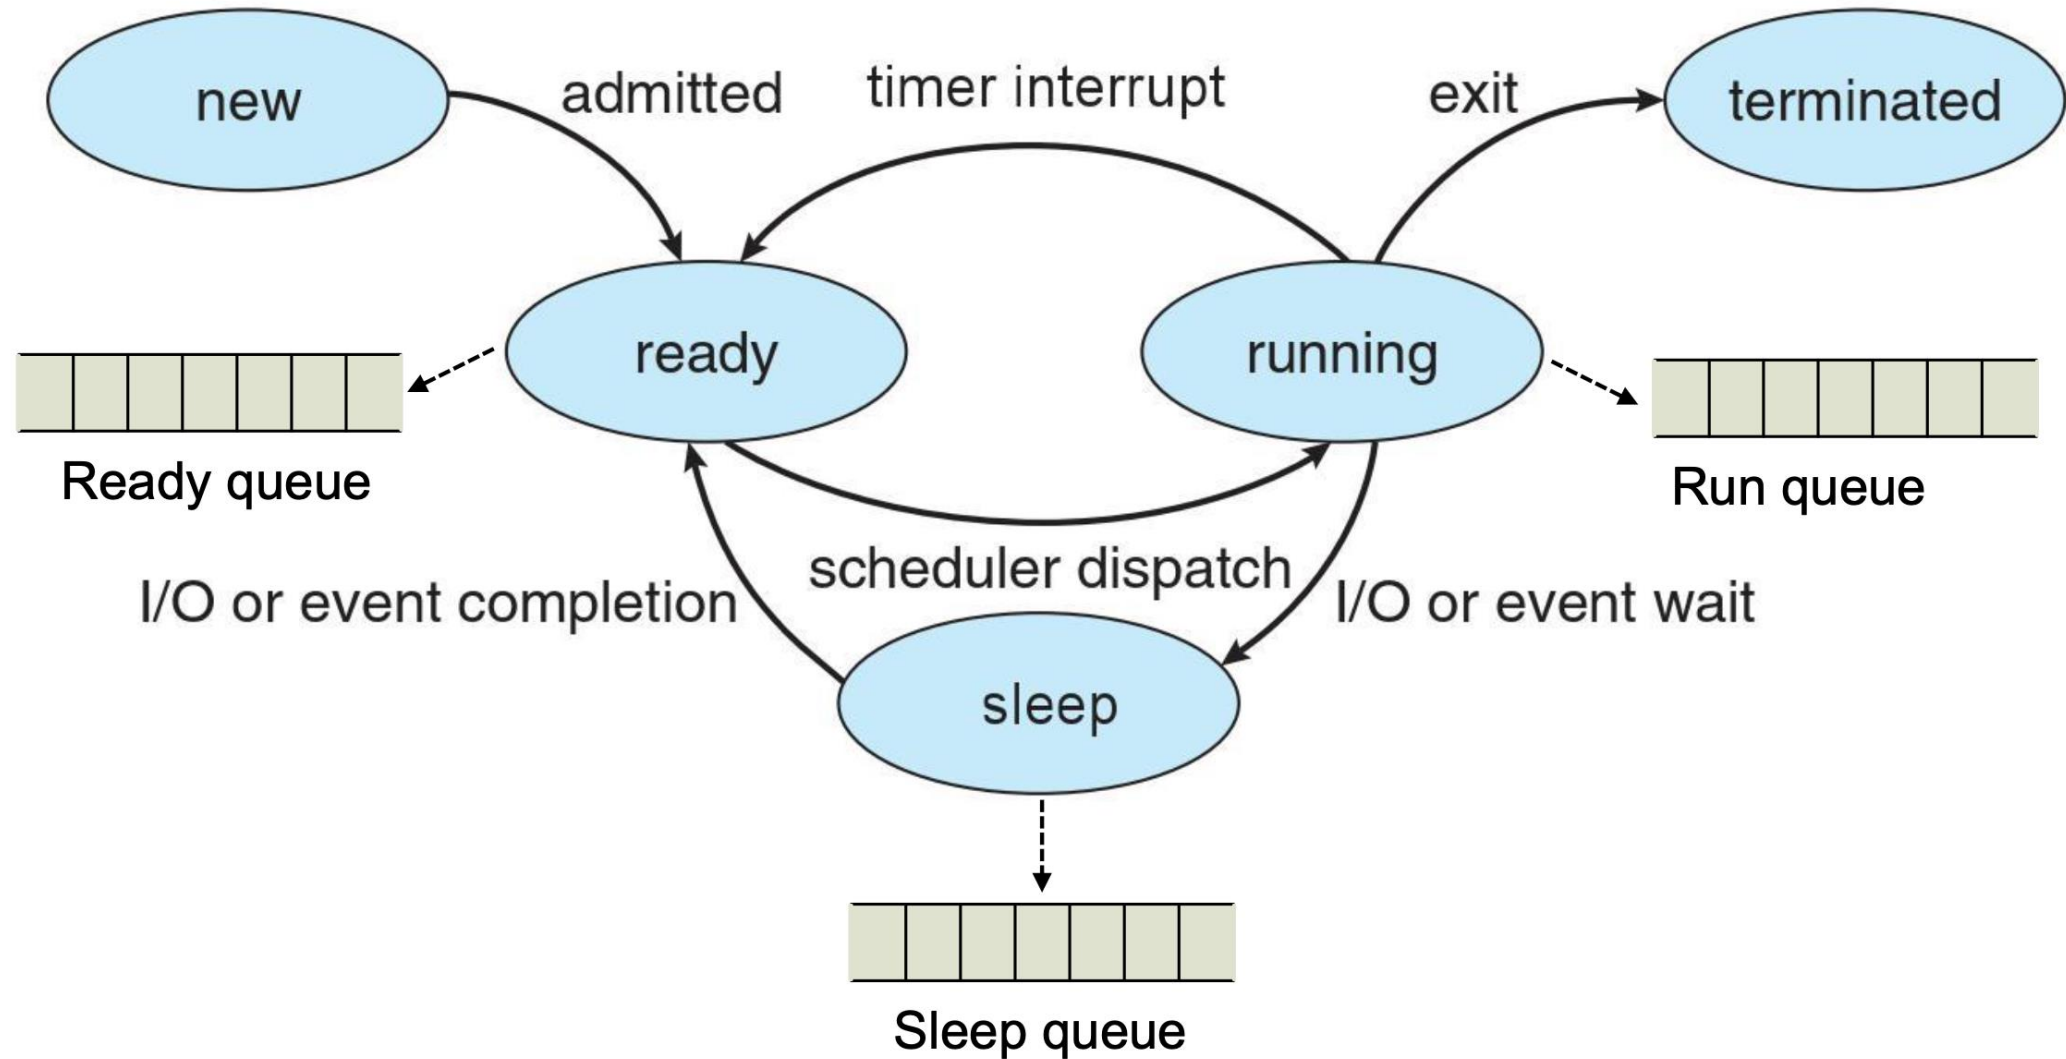 new
admitted
timer interrupt
exit
terminated
ready
running
Ready queue
Run queue
scheduler dispatch
I/O or event completion
I/O or event wait
sleep
Sleep queue